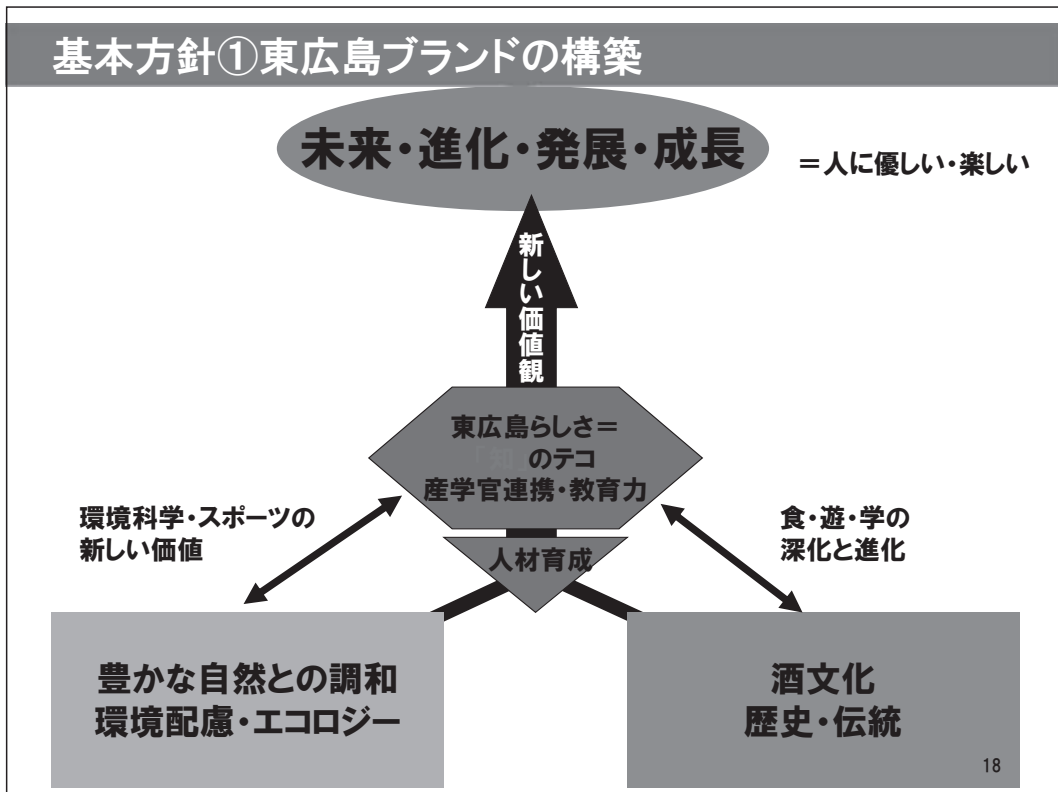 基本方針①東広島ブランドの構築
未来・進化・発展・成長
＝人に優しい・楽しい
新しい価値観
東広島らしさ＝
「知」のテコ
産学官連携・教育力
人材育成
環境科学・スポーツの
新しい価値
食・遊・学の
深化と進化
豊かな自然との調和
環境配慮・エコロジー
酒文化
歴史・伝統
18